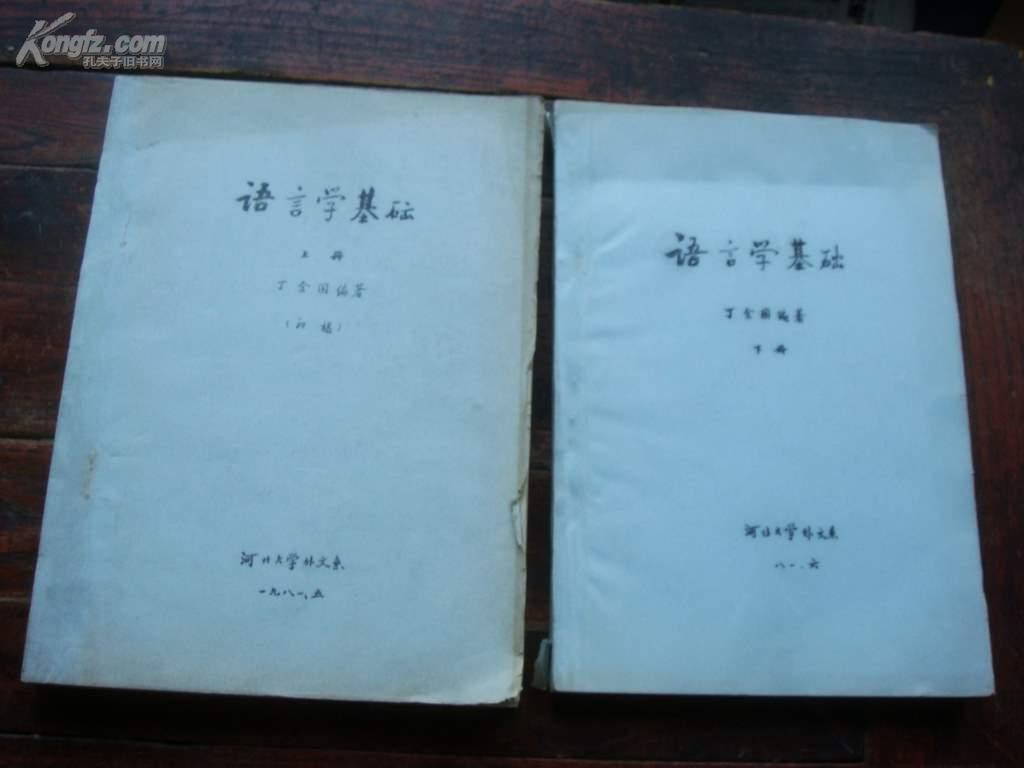 Kongfz.com
孔夫子旧书网
语言学基础
上册
丁金国编著
（初稿）
河北大学外文系
一九八一、五
语言学基础
丁金国编著
下册
河北大学外文系
八一、六